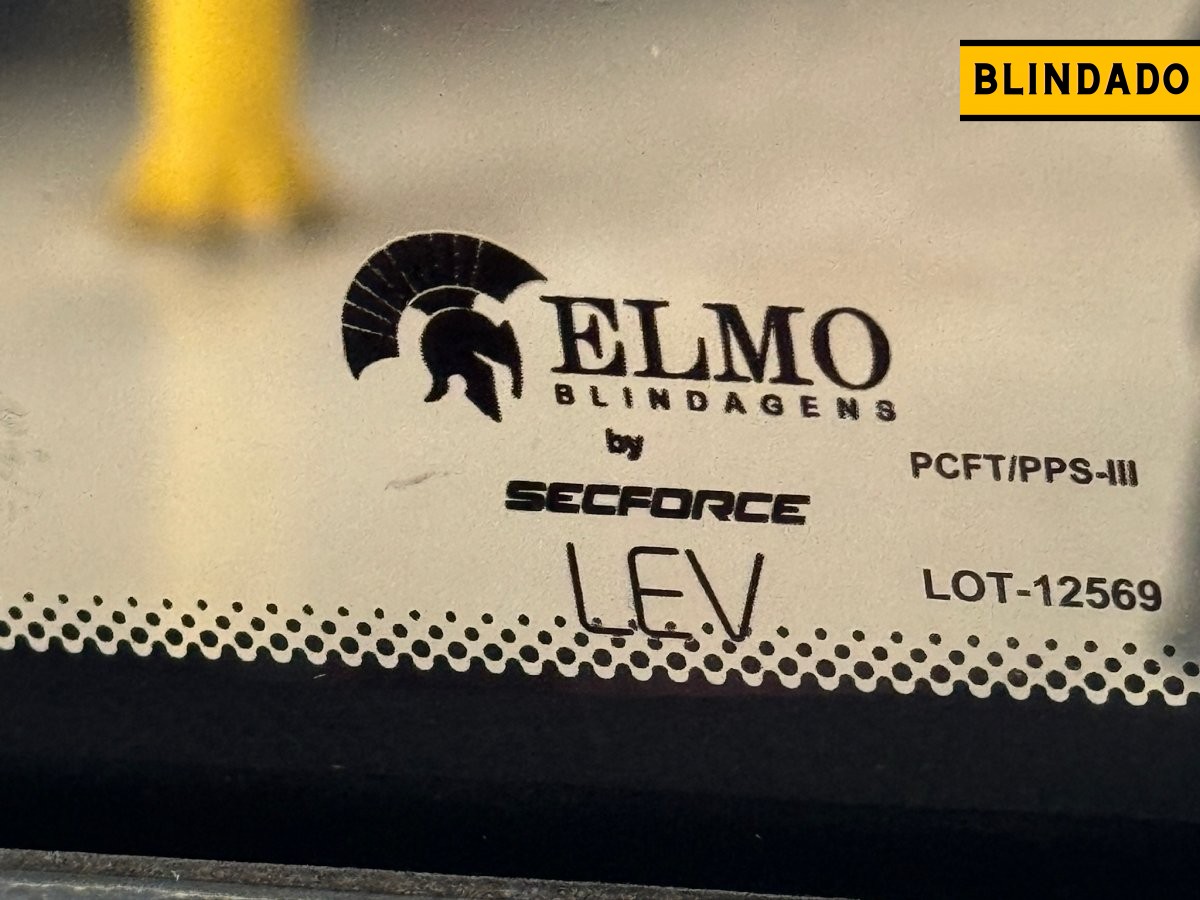 BLINDADO
ELMO
BLINDAGENS
by
SECFORCE
PCFT/PPS-III
LEV
LOT-12569